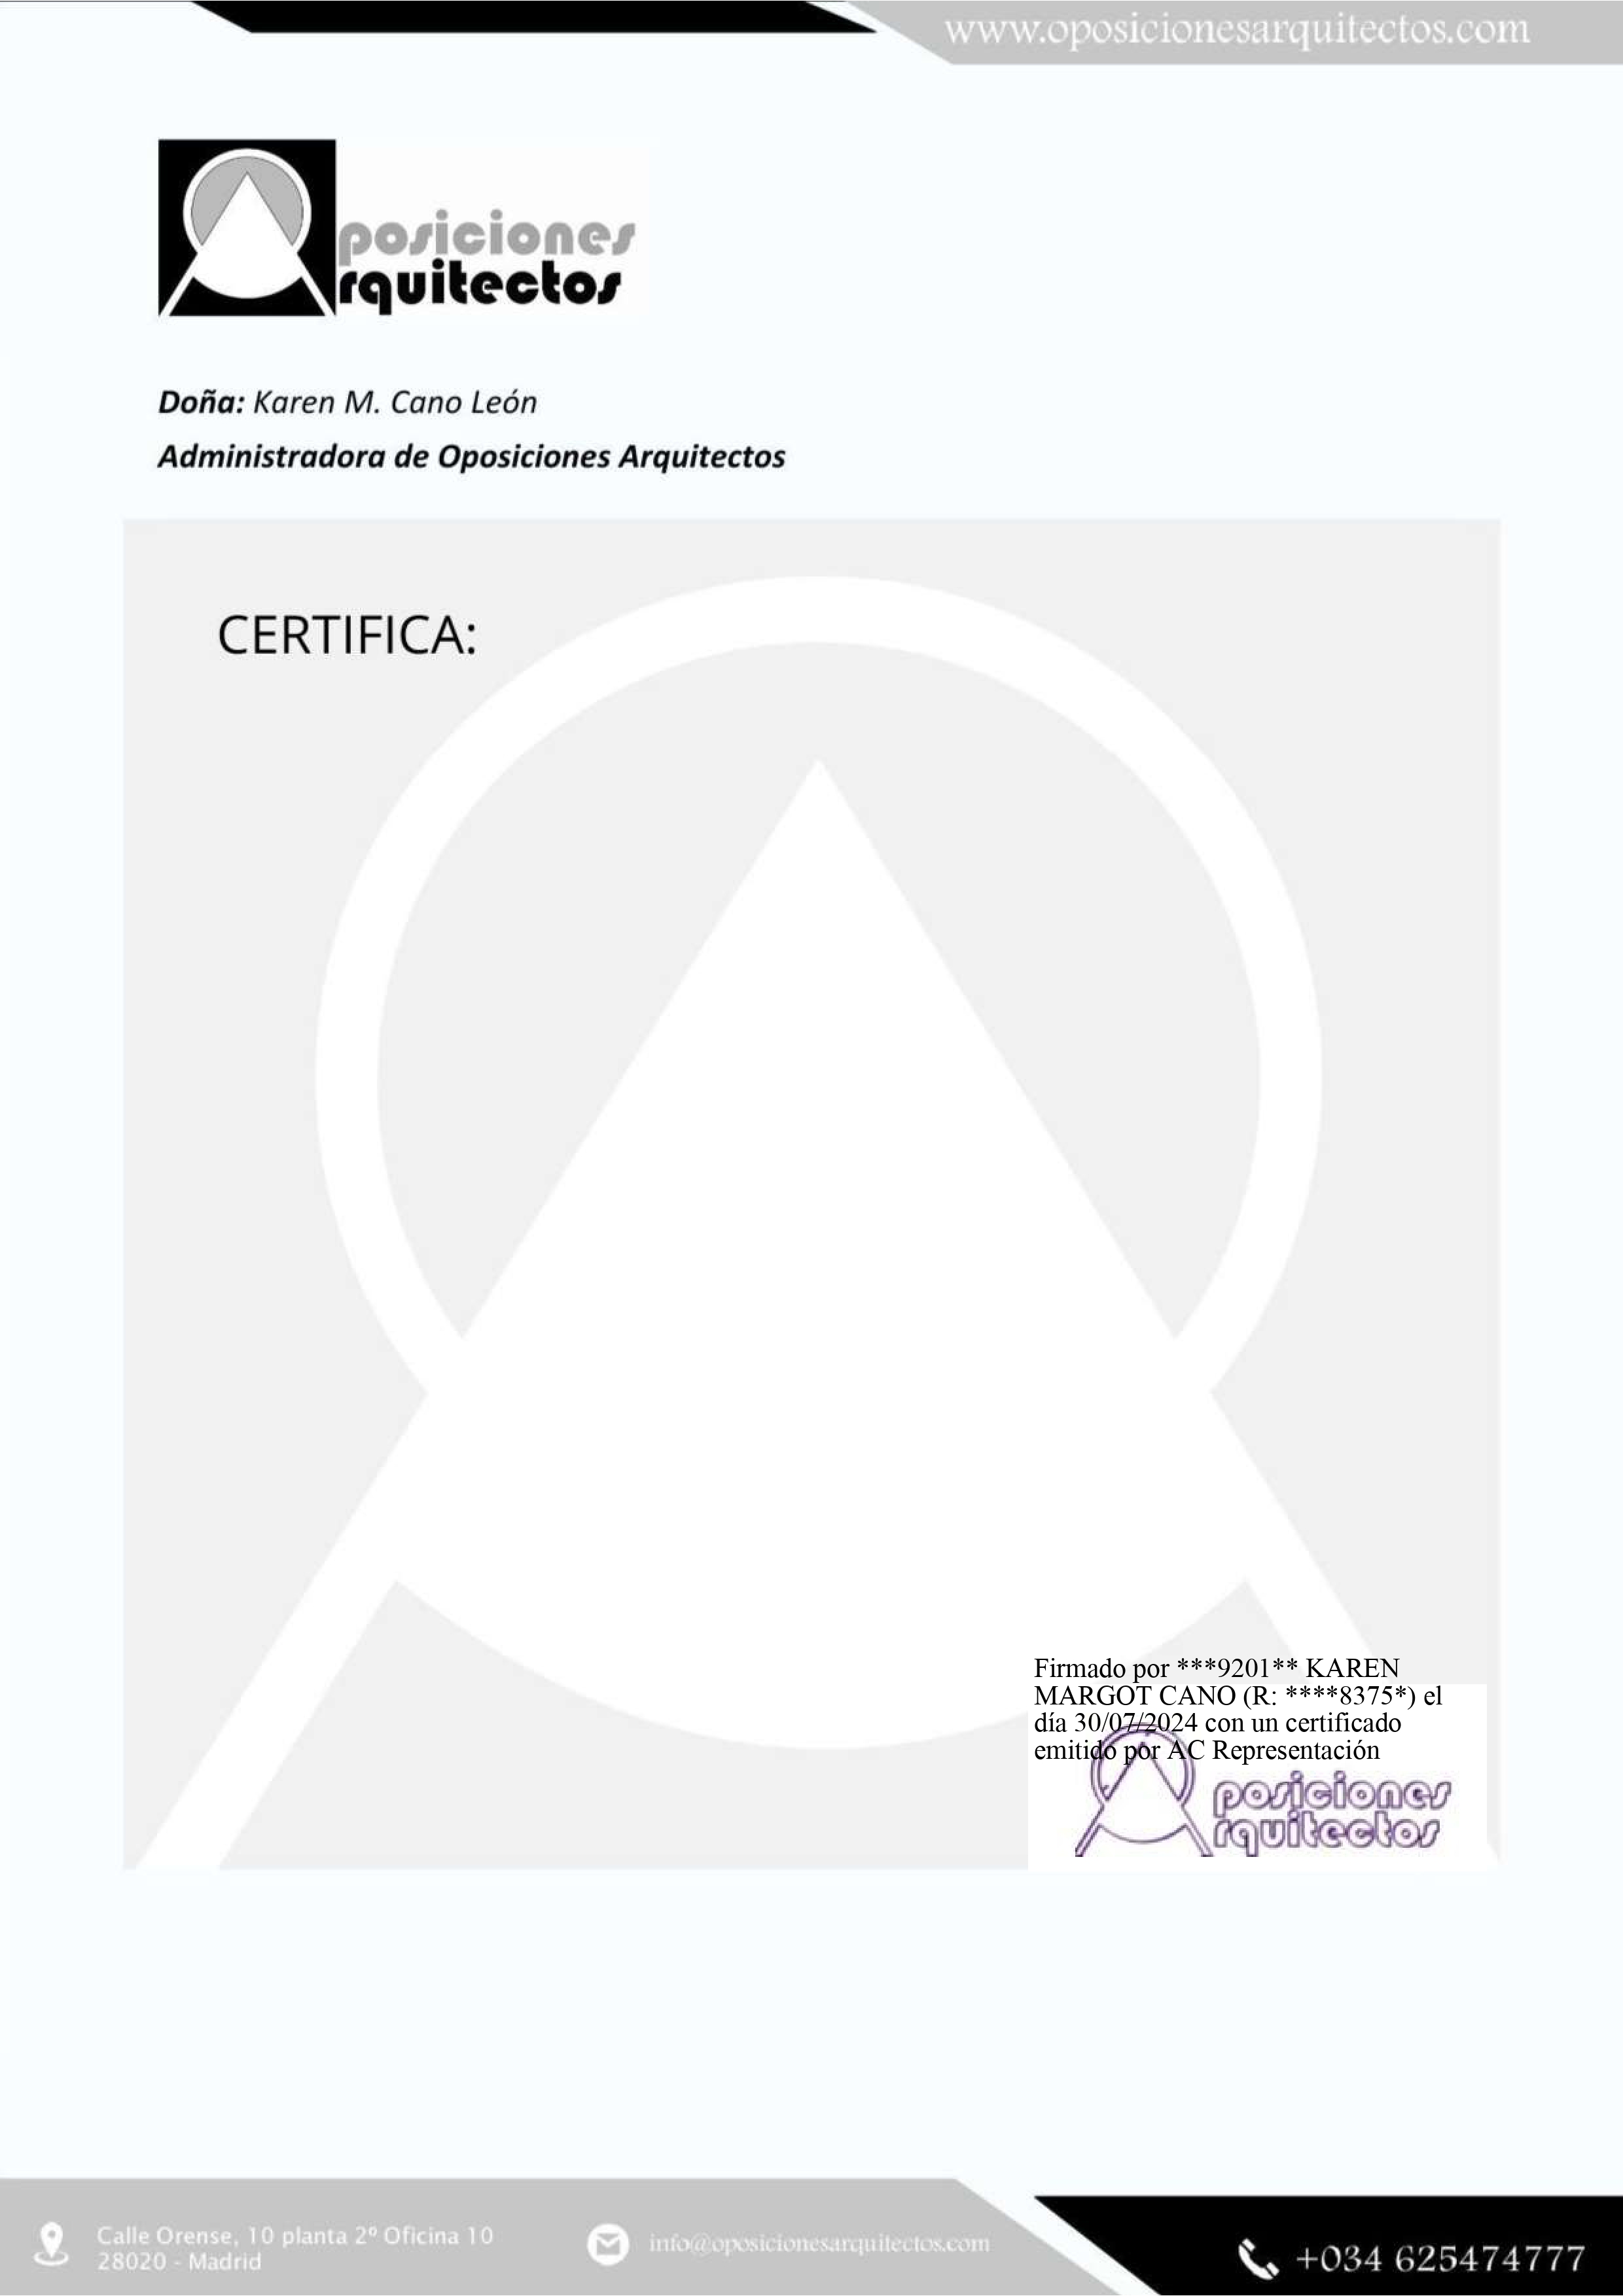 www.oposicionesarquitectos.com
posiciones
rquitectos
Doña: Karen M. Cano León
Administradora de Oposiciones Arquitectos
CERTIFICA:
Firmado por ***9201** KAREN
MARGOT CANO (R: ****8375*) el
día 30/07/2024 con un certificado
emitido por AC Representación
posiciones
rquitectos
Calle Orense, 10 planta 2º Oficina 10
28020 - Madrid
info@oposicionesarquitectos.com
+034 625474777